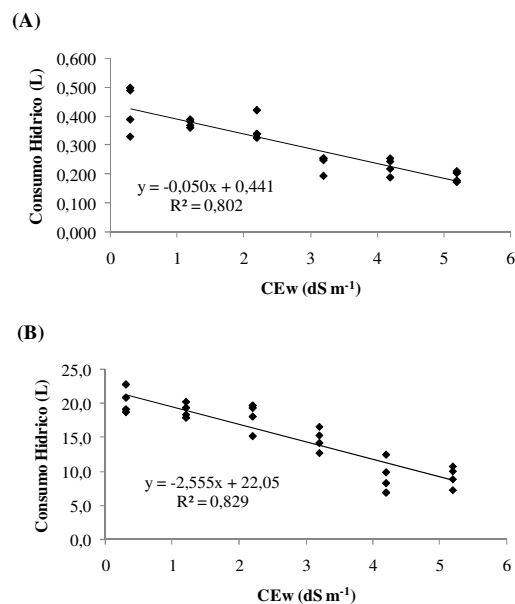 (A)
0,600
0,500
0,400
0,300
0,200
0,100
0,000
Consumo Hídrico (L)
y = -0,050x + 0,441
R² = 0,802
0 1 2 3 4 5 6
CEw (dS m⁻¹)
(B)
25,0
20,0
15,0
10,0
5,0
0,0
Consumo Hídrico (L)
y = -2,555x + 22,05
R² = 0,829
0 1 2 3 4 5 6
CEw (dS m⁻¹)